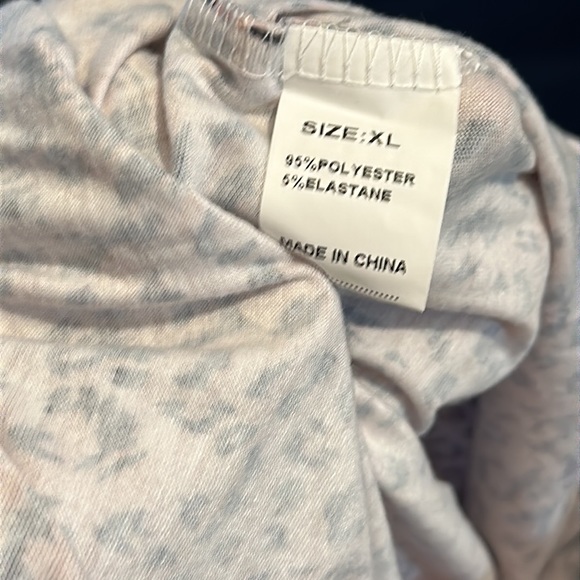 SIZE:XL
95%POLYESTER
5%ELASTANE
MADE IN CHINA